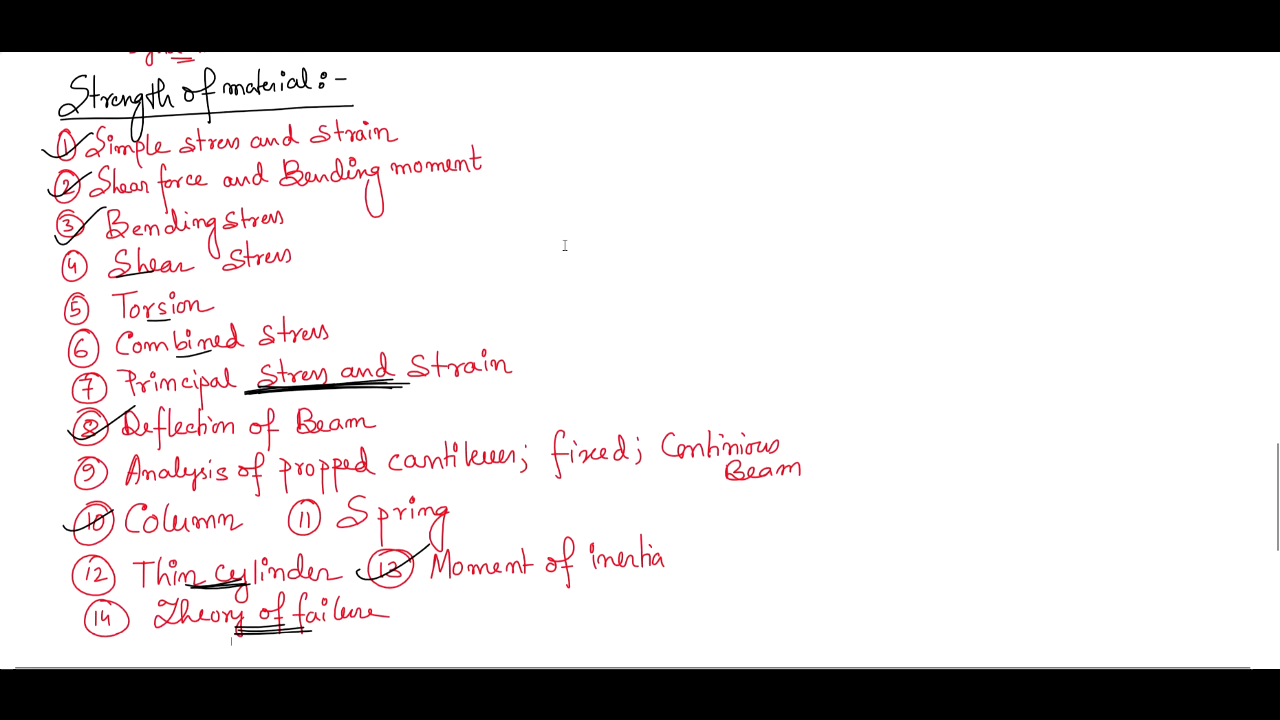 Strength of material:-
① Simple stress and strain
② Shear force and Bending moment
③ Bending stress
④ Shear stress
⑤ Torsion
⑥ Combined stress
⑦ Principal stress and strain
⑧ Deflection of Beam
⑨ Analysis of propped cantilever; fixed; Continious Beam
⑩ Column ⑪ Spring
⑫ Thin cylinder ⑬ Moment of inertia
⑭ Theory of failure